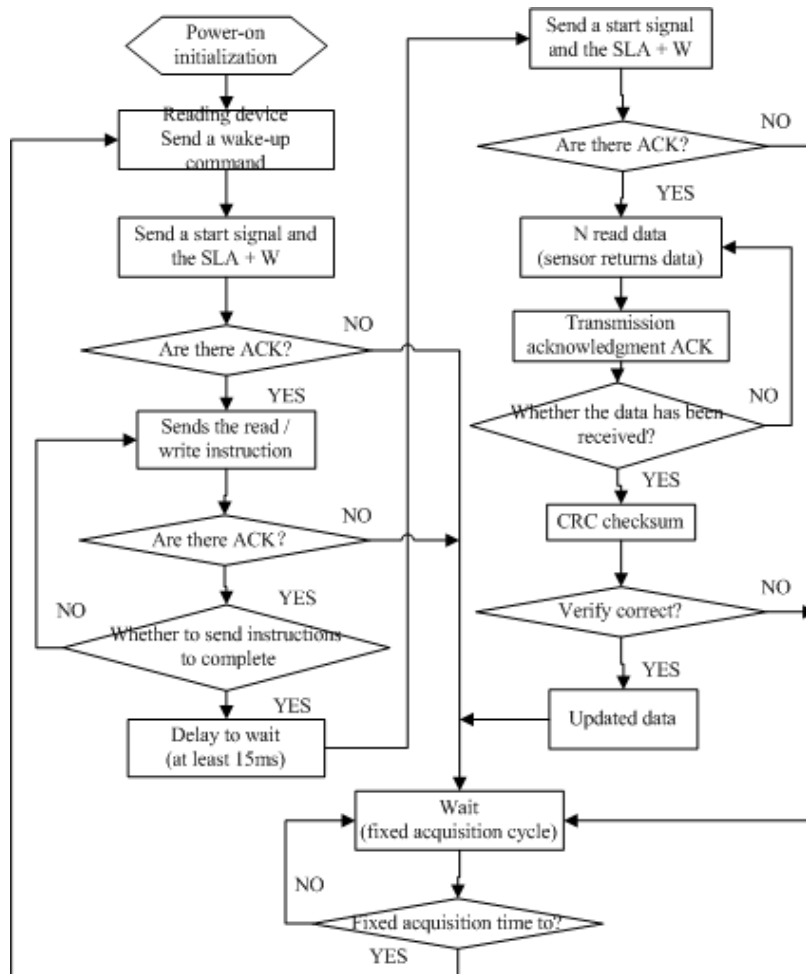 Power-on
initialization
Reading device
Send a wake-up
command
Send a start signal and
the SLA + W
Are there ACK?
NO
YES
Sends the read /
write instruction
Are there ACK?
NO
YES
Whether to send instructions
to complete
NO
YES
Delay to wait
(at least 15ms)
Send a start signal
and the SLA + W
Are there ACK?
NO
YES
N read data
(sensor returns data)
Transmission
acknowledgment ACK
Whether the data has been
received?
NO
YES
CRC checksum
Verify correct?
NO
YES
Updated data
Wait
(fixed acquisition cycle)
NO
Fixed acquisition time to?
YES